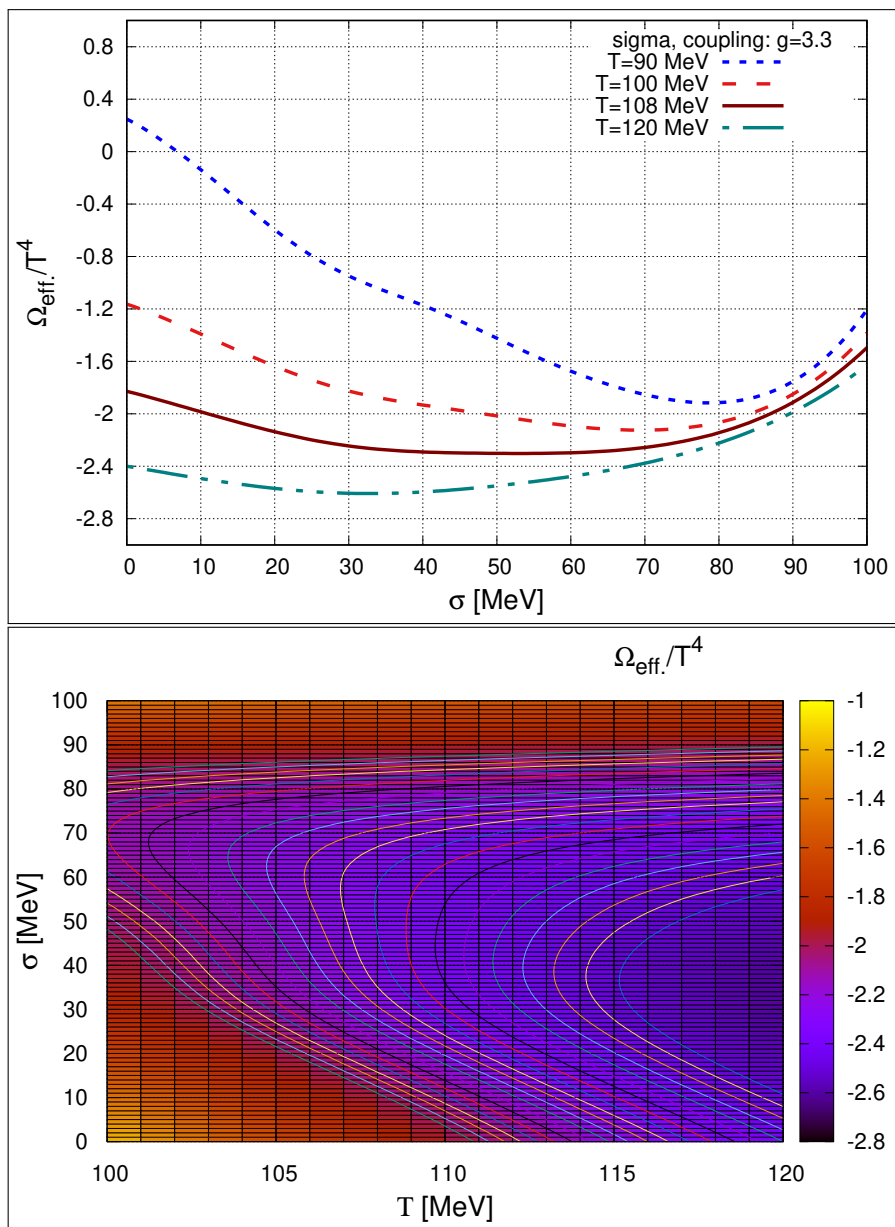 sigma, coupling: g=3.3
T=90 MeV
T=100 MeV
T=108 MeV
T=120 MeV
0.8
0.4
0
-0.4
-0.8
-1.2
-1.6
-2
-2.4
-2.8
Ω_eff./T^4
0 10 20 30 40 50 60 70 80 90 100
σ [MeV]
Ω_eff./T^4
100
90
80
70
60
50
40
30
20
10
0
σ [MeV]
-1
-1.2
-1.4
-1.6
-1.8
-2
-2.2
-2.4
-2.6
-2.8
100 105 110 115 120
T [MeV]